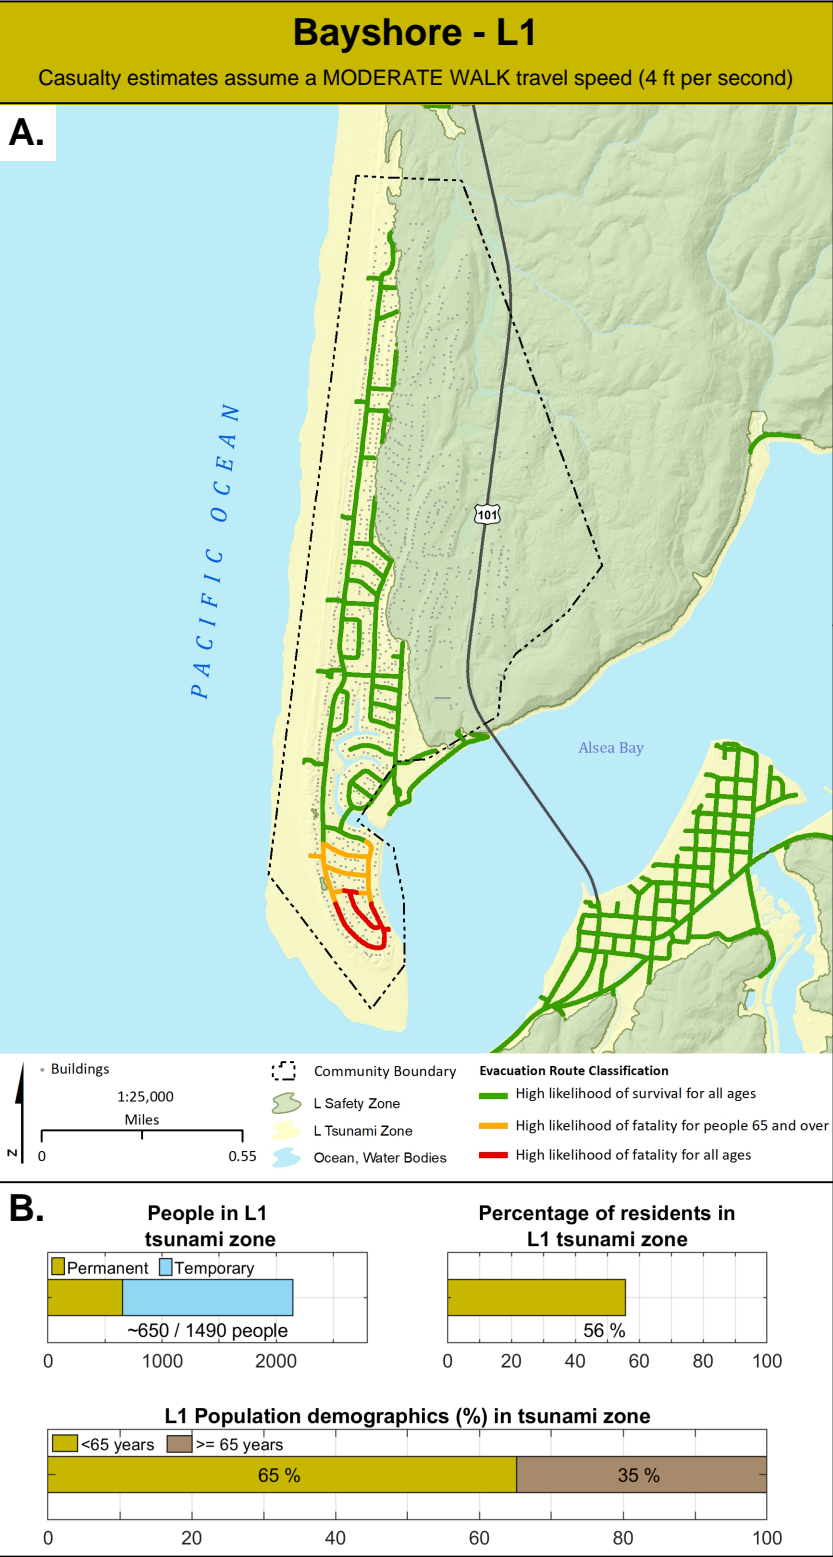 Bayshore - L1
Casualty estimates assume a MODERATE WALK travel speed (4 ft per second)
A.
PACIFIC OCEAN
101
Alsea Bay
Buildings
1:25,000
Miles
0 0.55
N
Community Boundary
L Safety Zone
L Tsunami Zone
Ocean, Water Bodies
Evacuation Route Classification
High likelihood of survival for all ages
High likelihood of fatality for people 65 and over
High likelihood of fatality for all ages
B.
People in L1
tsunami zone
Permanent Temporary
~650 / 1490 people
0 1000 2000
Percentage of residents in
L1 tsunami zone
56 %
0 20 40 60 80 100
L1 Population demographics (%) in tsunami zone
<65 years >= 65 years
65 % 35 %
0 20 40 60 80 100